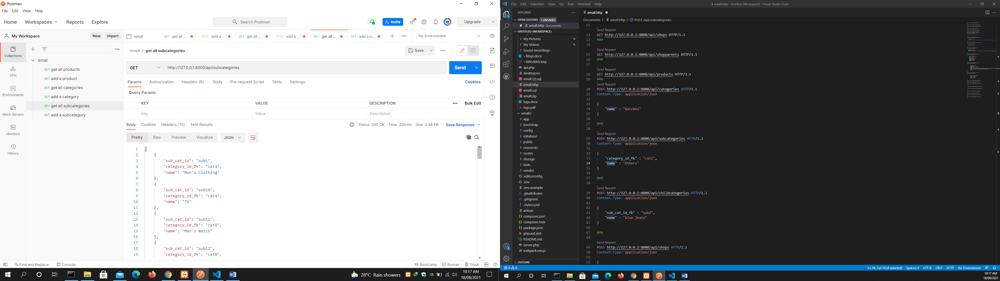 Postman
File Edit View Help
Home Workspaces Reports Explore
Search Postman
Invite
Upgrade
My Workspace
New Import
emall
GET get all ...
POST add a ...
GET get all ...
POST add a ...
GET get all ...
GET add a s...
No Environment
Collections
APIs
Environments
Mock Servers
Monitors
History
emall
GET get all products
GET add a product
GET get all categories
GET add a category
GET get all subcategories
GET add a subcategory
emall / get all subcategories
Save
GET http://127.0.0.1:8000/api/subcategories
Send
Params Authorization Headers (6) Body Pre-request Script Tests Settings
Cookies
Query Params
KEY VALUE DESCRIPTION
Bulk Edit
Key Value Description
Body Cookies Headers (10) Test Results
Status: 200 OK Time: 329 ms Size: 2.46 KB
Save Response
Pretty Raw Preview Visualize JSON
1 [
2 {
3 "sub_cat_id": "sub1",
4 "category_id_fk": "cat3",
5 "name": "Man's Clothing"
6 },
7 {
8 "sub_cat_id": "sub10",
9 "category_id_fk": "cat4",
10 "name": "TV"
11 },
12 {
13 "sub_cat_id": "sub11",
14 "category_id_fk": "cat8",
15 "name": "Man's Watch"
16 },
17 {
18 "sub_cat_id": "sub12",
19 "category_id_fk": "cat8",
Find and Replace Console
Bootcamp Runner Trash
28°C Rain showers
10:17 AM
18/08/2021
File Edit Selection View Go Run Terminal Help
● emall.http - Untitled (Workspace) - Visual Studio Code
EXPLORER
OPEN EDITORS 1 UNSAVED
emall.http Documents
UNTITLED (WORKSPACE)
My Pictures
My Videos
Sound recordings
~$logs.docx
~WRL0003.tmp
api.php
desktop.ini
emall (2).sql
emall.http
emall.sql
emall.zip
logs.docx
logs.pdf
emall2
app
bootstrap
config
database
public
resources
routes
storage
tests
vendor
.editorconfig
.env
.env.example
.gitattributes
.gitignore
.styleci.yml
artisan
composer.json
composer.lock
package.json
phpunit.xml
README.md
server.php
webpack.mix.js
OUTLINE
emall.http
Documents > emall.http > POST /api/subcategories
11
Send Request
12 GET http://127.0.0.1:8000/api/shops HTTP/1.1
13 ###
14
Send Request
15 GET http://127.0.0.1:8000/api/shopparents HTTP/1.1
16 ###
17
Send Request
18 GET http://127.0.0.1:8000/api/products HTTP/1.1
19 ###
Send Request
20 POST http://127.0.0.1:8000/api/categories HTTP/1.1
21 Content-Type: application/json
22
23 {
24 "name" : "Watches"
25 }
26
27 ###
28
Send Request
29 POST http://127.0.0.1:8000/api/subcategories HTTP/1.1
30 Content-Type: application/json
31
32 {
33 "category_id_fk" : "cat1",
34 "name" : "Others"
35 }
36
37 ###
38
Send Request
39 POST http://127.0.0.1:8000/api/childcategories HTTP/1.1
40 Content-Type: application/json
41
42 {
43 "sub_cat_id_fk" : "sub2",
44 "name" : "blue jeans"
45 }
46
47 ###
48
Send Request
49 POST http://127.0.0.1:8000/api/shops HTTP/1.1
50 Content-Type: application/json
51
52 {
0 0
Ln 34, Col 10 (4 selected) Spaces: 4 UTF-8 CRLF HTTP No Environment
10:17 AM
18/08/2021